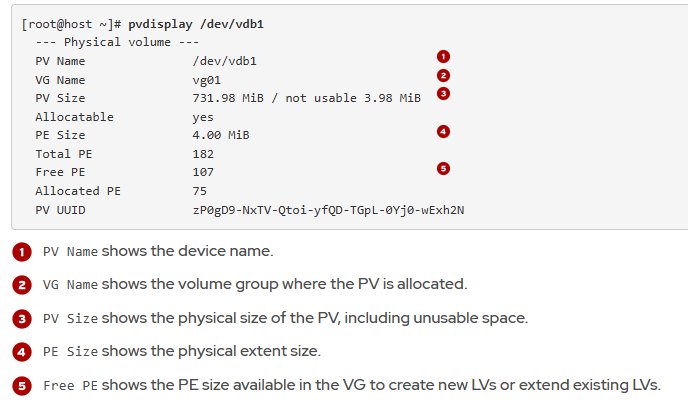 [root@host ~]# pvdisplay /dev/vdb1
--- Physical volume ---
PV Name /dev/vdb1 1
VG Name vg01 2
PV Size 731.98 MiB / not usable 3.98 MiB 3
Allocatable yes
PE Size 4.00 MiB 4
Total PE 182
Free PE 107 5
Allocated PE 75
PV UUID zP0gD9-NxTV-Qtoi-yfQD-TGpL-0Yj0-wExh2N
1 PV Name shows the device name.
2 VG Name shows the volume group where the PV is allocated.
3 PV Size shows the physical size of the PV, including unusable space.
4 PE Size shows the physical extent size.
5 Free PE shows the PE size available in the VG to create new LVs or extend existing LVs.